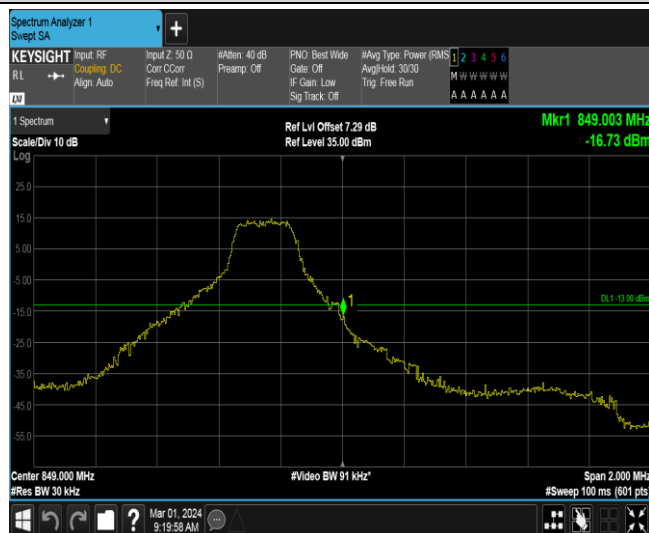 Spectrum Analyzer 1
Swept SA
KEYSIGHT
RL
Input: RF
Coupling: DC
Align: Auto
Input Z: 50 Ω
Corr CCorr
Freq Ref: Int (S)
#Atten: 40 dB
Preamp: Off
PNO: Best Wide
Gate: Off
IF Gain: Low
Sig Track: Off
#Avg Type: Power (RMS
Avg|Hold: 30/30
Trig: Free Run
1 2 3 4 5 6
M W W W W W
A A A A A A
LXI
1 Spectrum
Scale/Div 10 dB
Ref Lvl Offset 7.29 dB
Ref Level 35.00 dBm
Mkr1 849.003 MHz
-16.73 dBm
Log
25.0
15.0
5.00
-5.00
-15.0
-25.0
-35.0
-45.0
-55.0
1
DL1 -13.00 dBm
Center 849.000 MHz
#Res BW 30 kHz
#Video BW 91 kHz*
Span 2.000 MHz
#Sweep 100 ms (601 pts)
?
Mar 01, 2024
9:19:58 AM